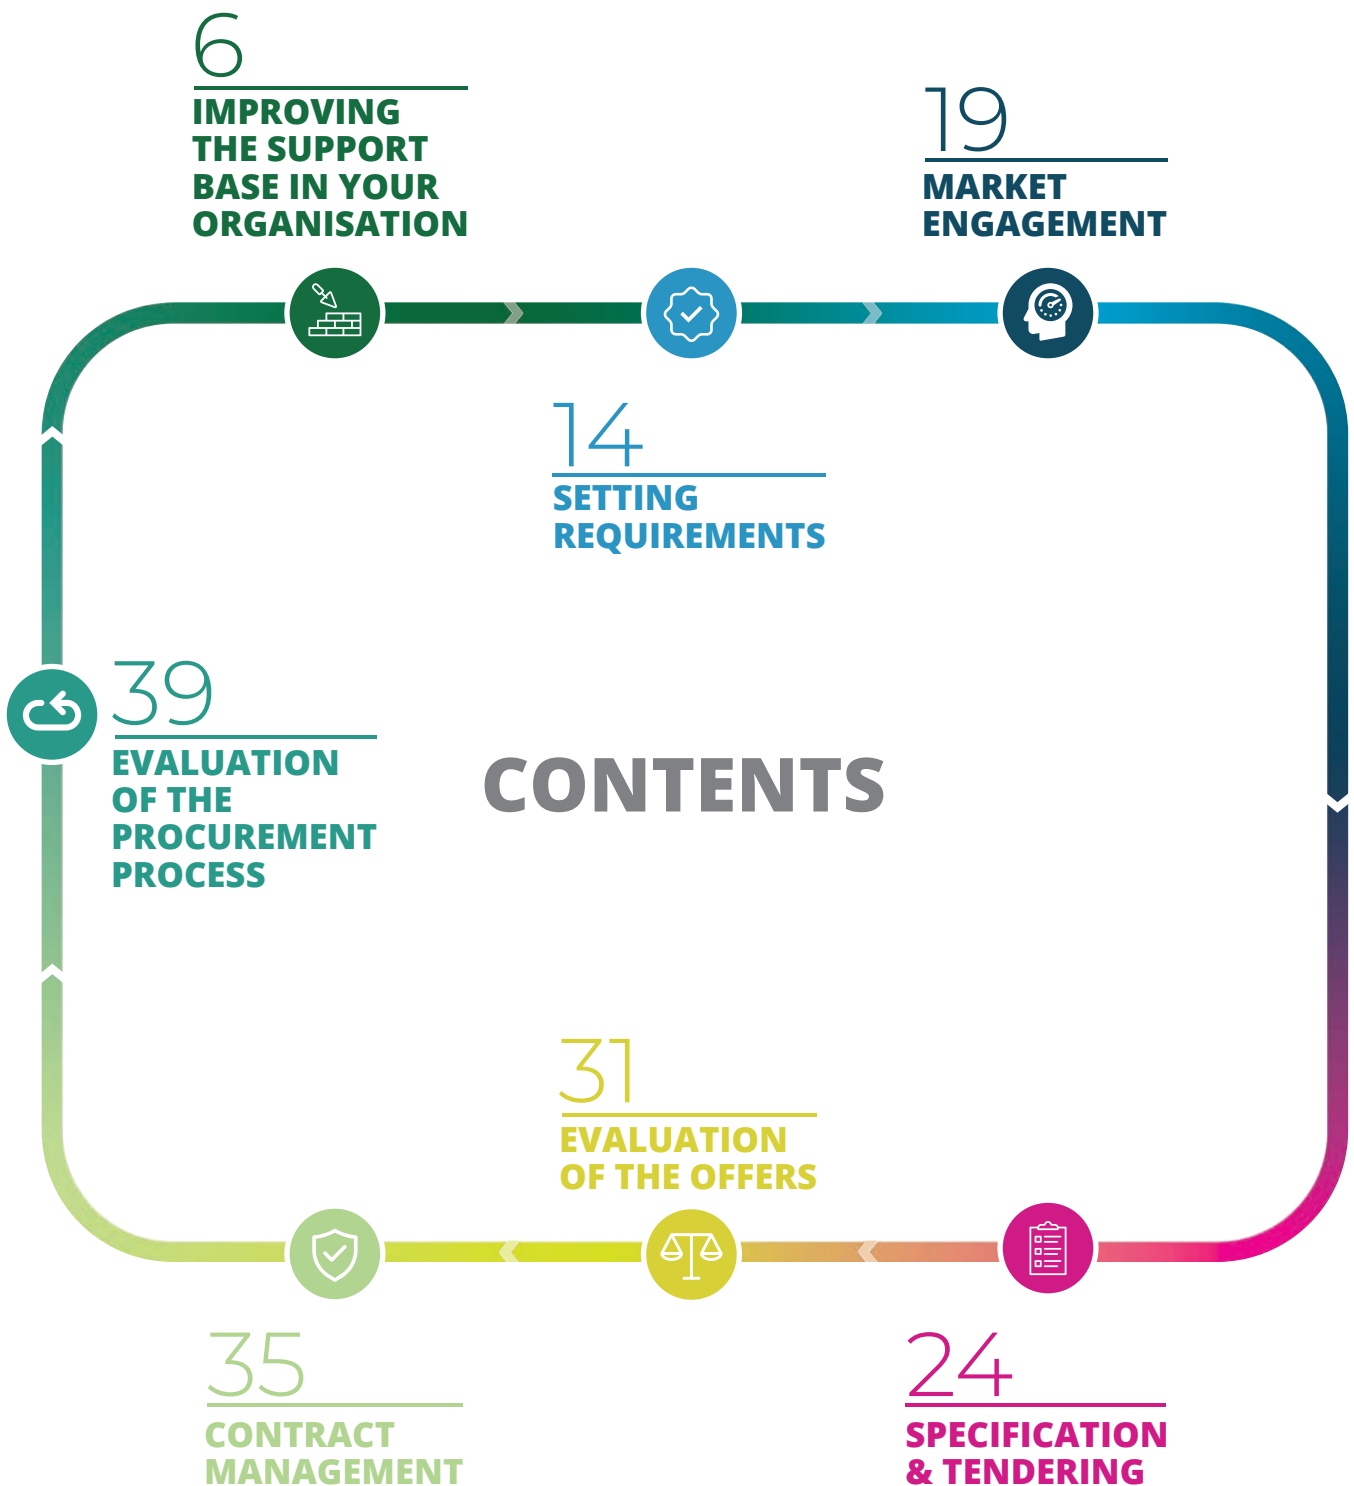 6
IMPROVING
THE SUPPORT
BASE IN YOUR
ORGANISATION
19
MARKET
ENGAGEMENT
14
SETTING
REQUIREMENTS
39
EVALUATION
OF THE
PROCUREMENT
PROCESS
CONTENTS
31
EVALUATION
OF THE OFFERS
35
CONTRACT
MANAGEMENT
24
SPECIFICATION
& TENDERING